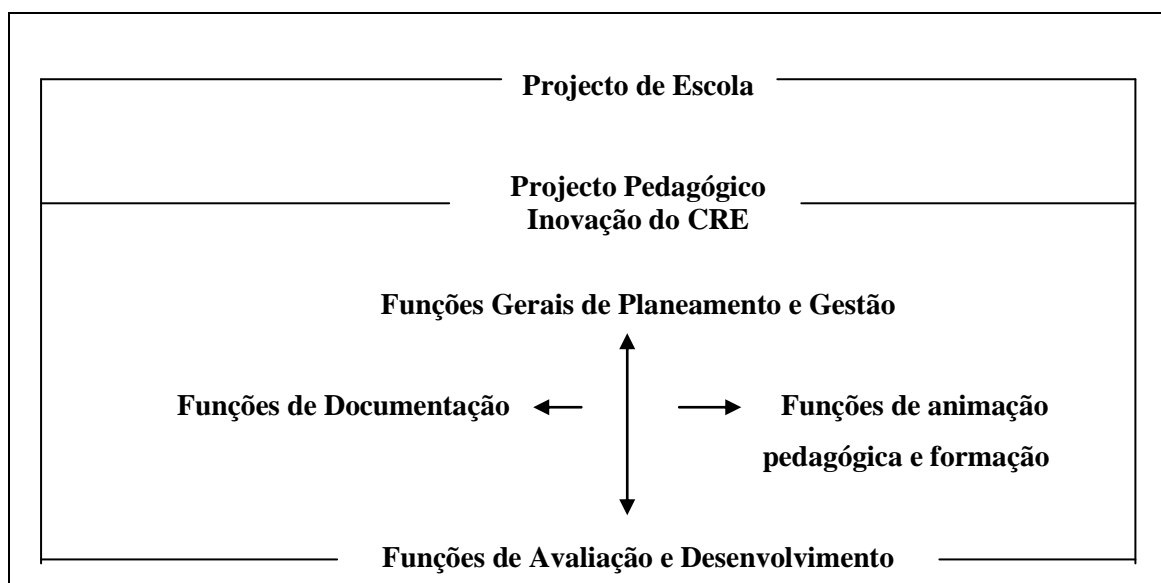 Projecto de Escola
Projecto Pedagógico
Inovação do CRE
Funções Gerais de Planeamento e Gestão
Funções de Documentação
Funções de animação
pedagógica e formação
Funções de Avaliação e Desenvolvimento